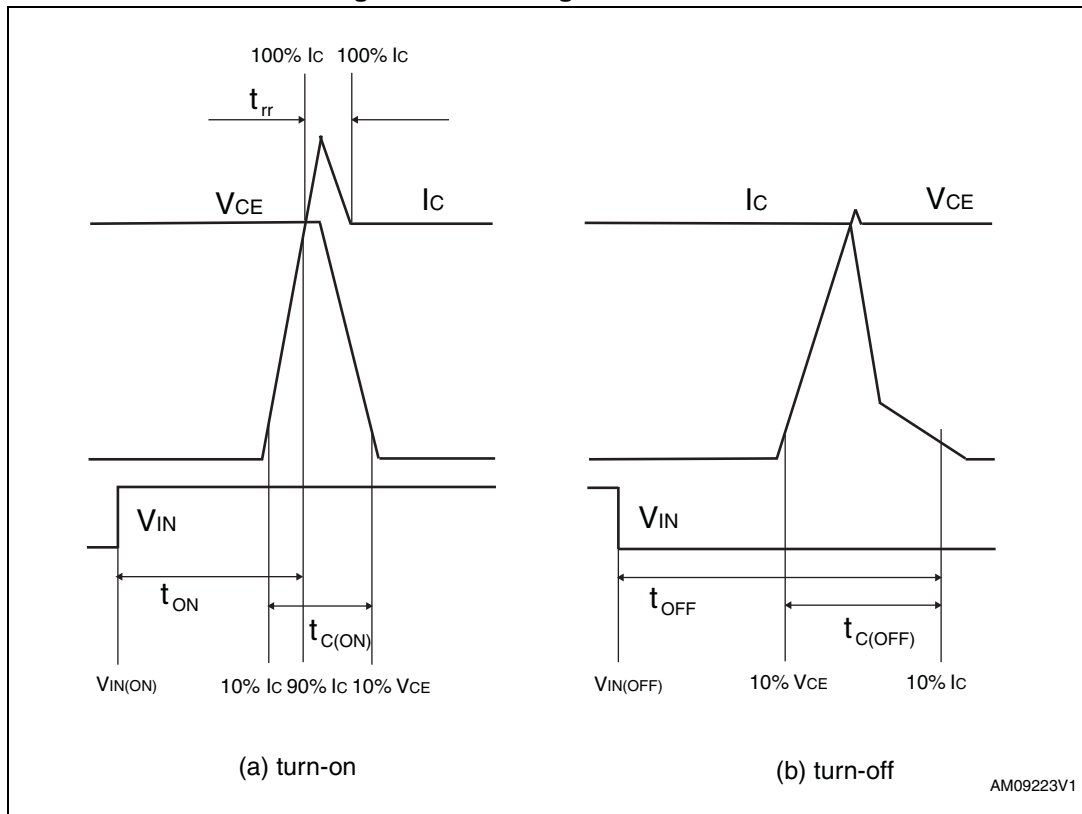 100% IC 100% IC
trr
VCE
IC
IC
VCE
VIN
VIN
tON
tOFF
tC(ON)
tC(OFF)
VIN(ON)
10% IC 90% IC 10% VCE
VIN(OFF)
10% VCE
10% IC
(a) turn-on
(b) turn-off
AM09223V1